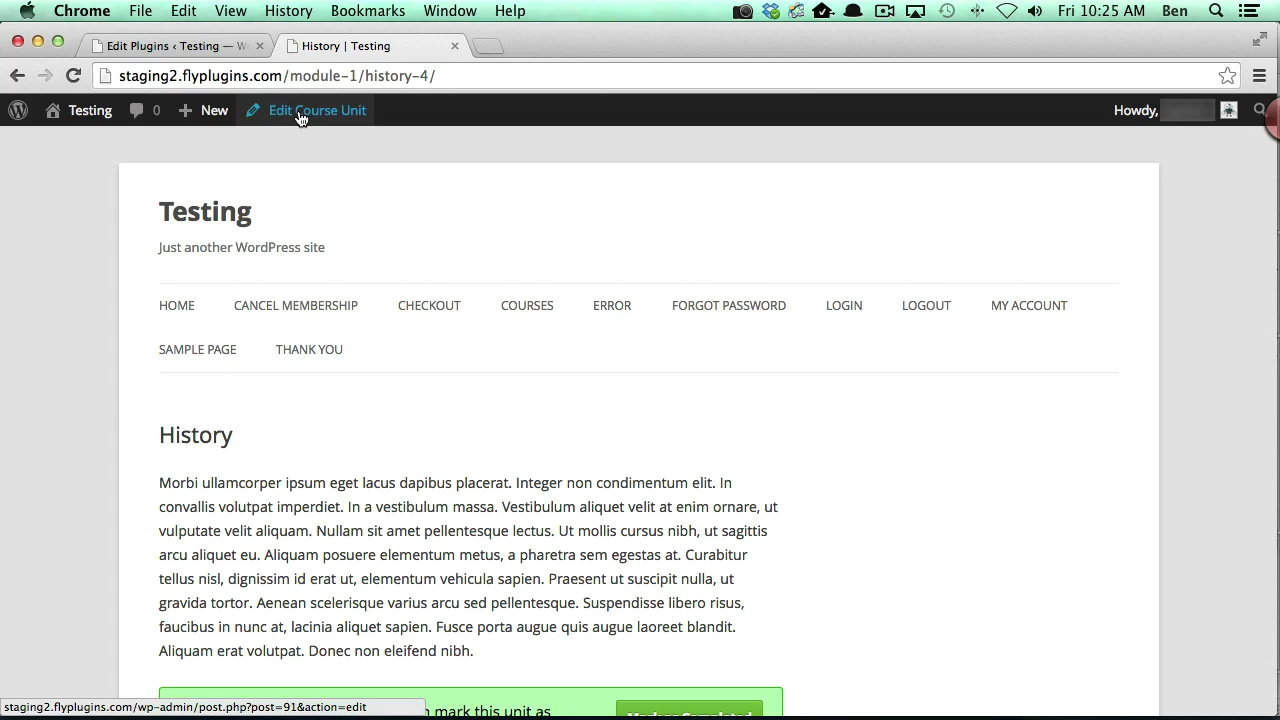 Chrome File Edit View History Bookmarks Window Help Fri 10:25 AM Ben
Edit Plugins ‹ Testing — W
History | Testing
staging2.flyplugins.com/module-1/history-4/
Testing 0 New Edit Course Unit Howdy,
Testing
Just another WordPress site
HOME CANCEL MEMBERSHIP CHECKOUT COURSES ERROR FORGOT PASSWORD LOGIN LOGOUT MY ACCOUNT
SAMPLE PAGE THANK YOU
History
Morbi ullamcorper ipsum eget lacus dapibus placerat. Integer non condimentum elit. In
convallis volutpat imperdiet. In a vestibulum massa. Vestibulum aliquet velit at enim ornare, ut
vulputate velit aliquam. Nullam sit amet pellentesque lectus. Ut mollis cursus nibh, ut sagittis
arcu aliquet eu. Aliquam posuere elementum metus, a pharetra sem egestas at. Curabitur
tellus nisl, dignissim id erat ut, elementum vehicula sapien. Praesent ut suscipit nulla, ut
gravida tortor. Aenean scelerisque varius arcu sed pellentesque. Suspendisse libero risus,
faucibus in nunc at, lacinia aliquet sapien. Fusce porta augue quis augue laoreet blandit.
Aliquam erat volutpat. Donec non eleifend nibh.
mark this unit as
staging2.flyplugins.com/wp-admin/post.php?post=91&action=edit